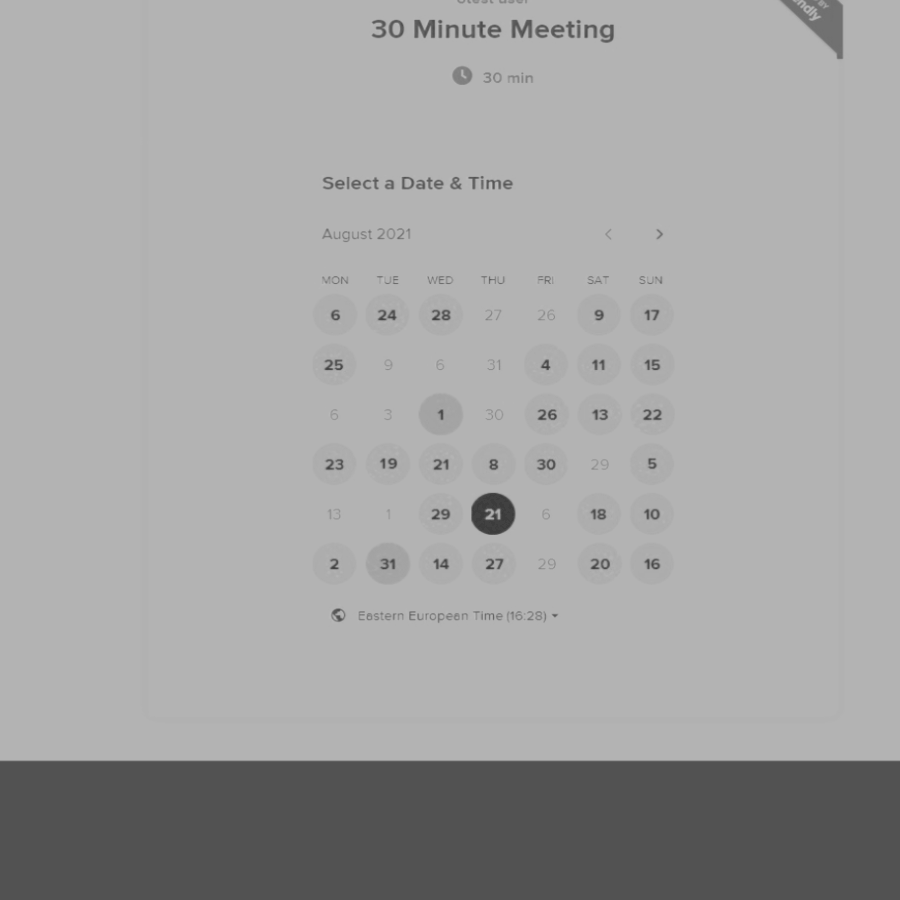 30 Minute Meeting
30 min
Select a Date & Time
August 2021
MON TUE WED THU FRI SAT SUN
6 24 28 27 26 9 17
25 9 6 31 4 11 15
6 3 1 30 26 13 22
23 19 21 8 30 29 5
13 1 29 21 6 18 10
2 31 14 27 29 20 16
Eastern European Time (16:28)